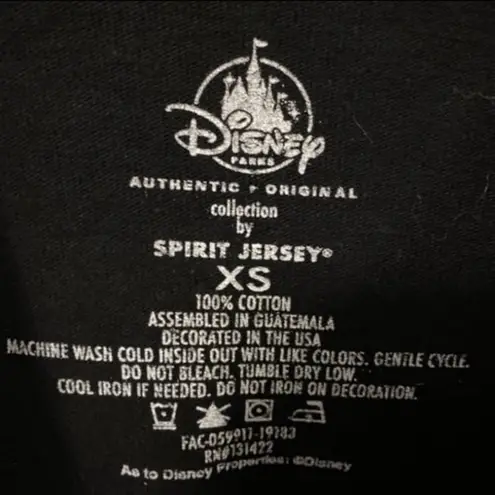 Disney
PARKS
AUTHENTIC • ORIGINAL
collection
by
SPIRIT JERSEY®
XS
100% COTTON
ASSEMBLED IN GUATEMALA
DECORATED IN THE USA
MACHINE WASH COLD INSIDE OUT WITH LIKE COLORS. GENTLE CYCLE.
DO NOT BLEACH. TUMBLE DRY LOW.
COOL IRON IF NEEDED. DO NOT IRON ON DECORATION.
FAC-059911-19283
RN#131422
As to Disney Properties: ©Disney